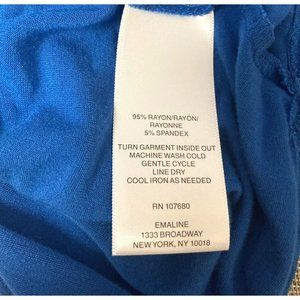 95% RAYON/RAYÓN/
RAYONNE
5% SPANDEX
TURN GARMENT INSIDE OUT
MACHINE WASH COLD
GENTLE CYCLE
LINE DRY
COOL IRON AS NEEDED
RN 107680
EMALINE
1333 BROADWAY
NEW YORK, NY 10018